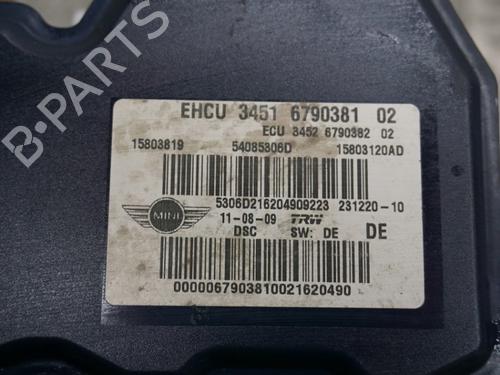 EHCU 3451 6790381 02
ECU 3452 6790382 02
15803819 54085306D 15803120AD
5306D216204909223 231220-10
MINI 11-08-09 TRW
DSC SW: DE DE
0000067903810021620490
B-PARTS